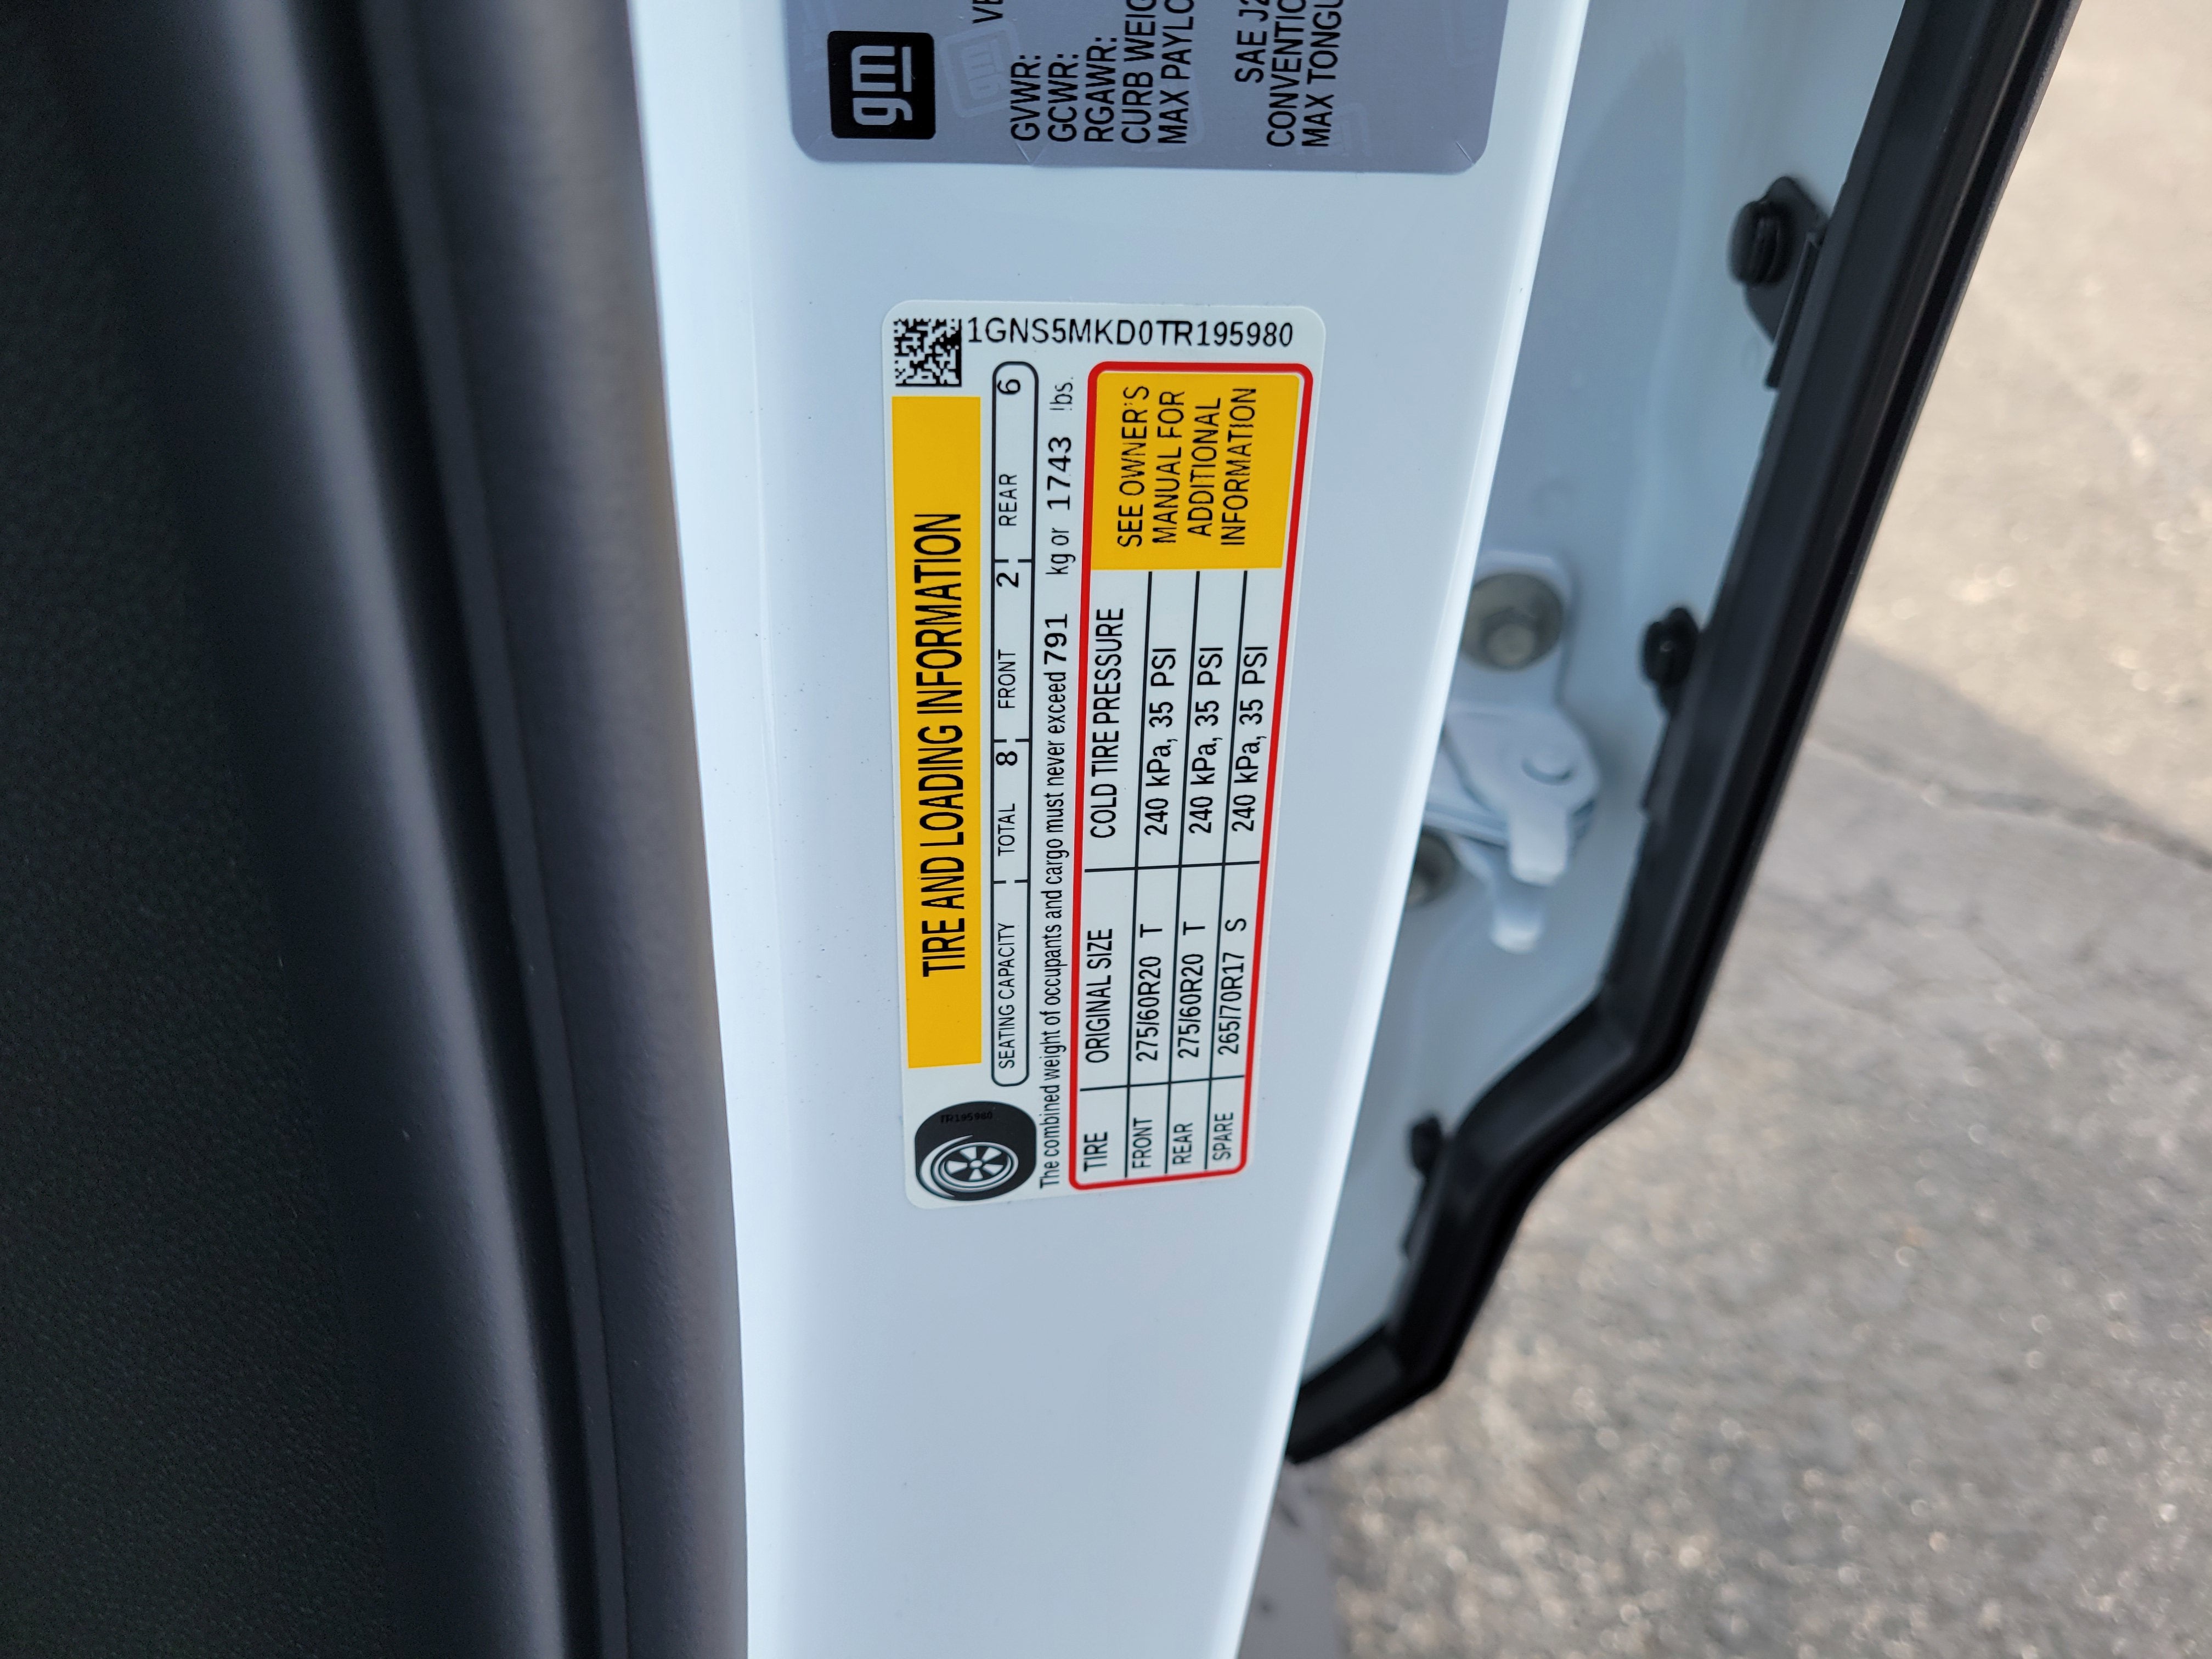 1GNS5MKD0TR195980
TIRE AND LOADING INFORMATION
SEATING CAPACITY TOTAL 8 FRONT 2 REAR 6
The combined weight of occupants and cargo must never exceed 791 kg or 1743 lbs.
TIRE ORIGINAL SIZE COLD TIRE PRESSURE
FRONT 275/60R20 T 240 kPa, 35 PSI
REAR 275/60R20 T 240 kPa, 35 PSI
SPARE 265/70R17 S 240 kPa, 35 PSI
SEE OWNER'S
MANUAL FOR
ADDITIONAL
INFORMATION
TR195980
gm
VE
GVWR:
GCWR:
RGAWR:
CURB WEIG
MAX PAYLO
SAE J2
CONVENTIO
MAX TONGU